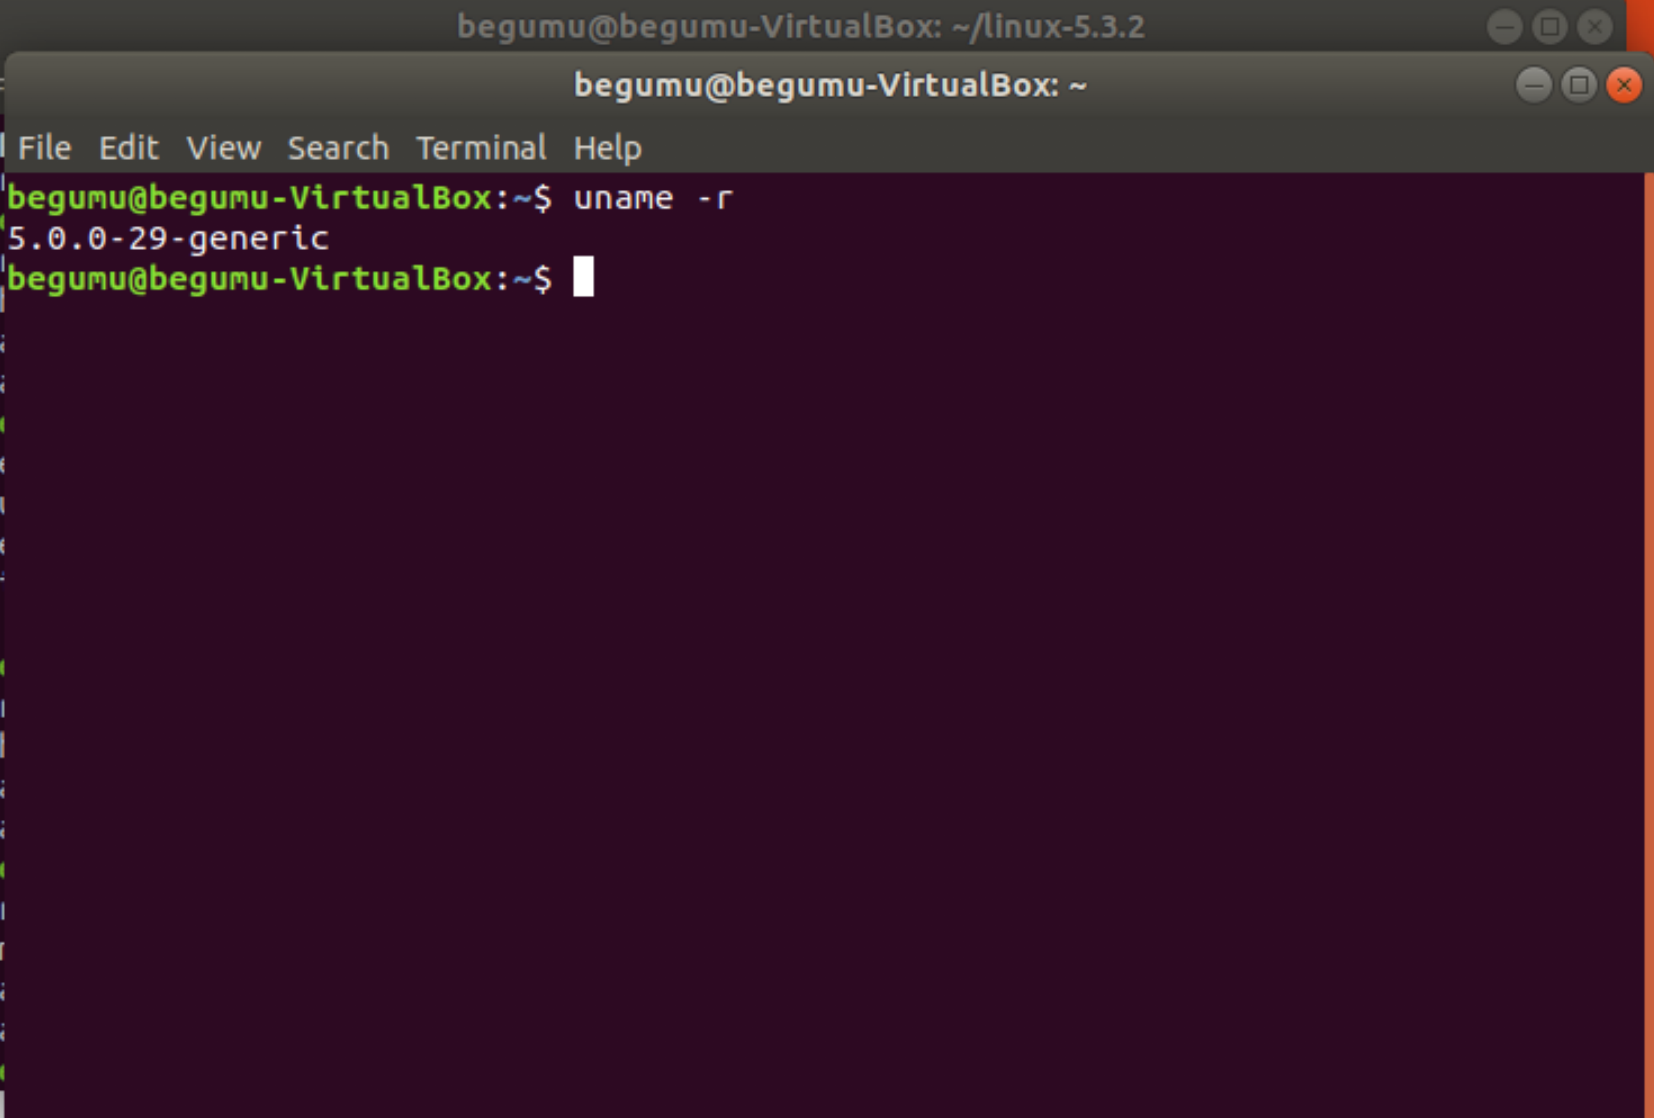 begumu@begumu-VirtualBox: ~/linux-5.3.2
begumu@begumu-VirtualBox: ~
File Edit View Search Terminal Help
begumu@begumu-VirtualBox:~$ uname -r
5.0.0-29-generic
begumu@begumu-VirtualBox:~$